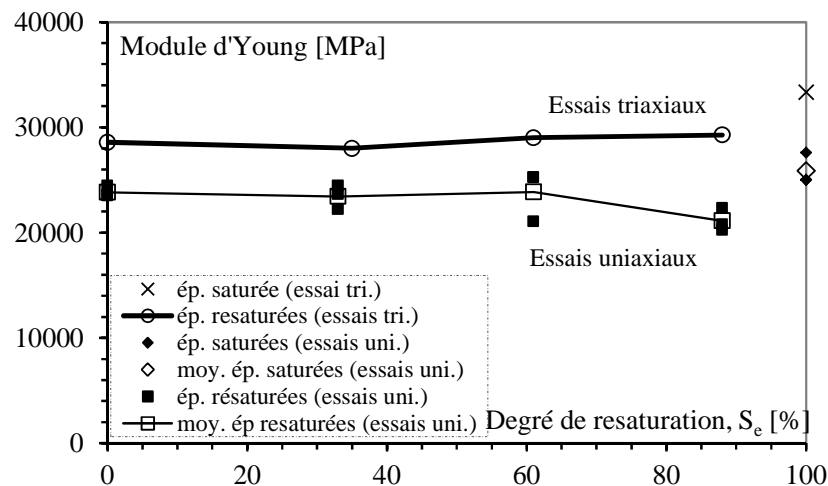 40000
Module d'Young [MPa]
Essais triaxiaux
30000
20000
Essais uniaxiaux
ép. saturée (essai tri.)
ép. resaturées (essais tri.)
10000
ép. saturées (essais uni.)
moy. ép. saturées (essais uni.)
ép. résaturées (essais uni.)
moy. ép resaturées (essais uni.)
Degré de resaturation, Se [%]
0
0 20 40 60 80 100